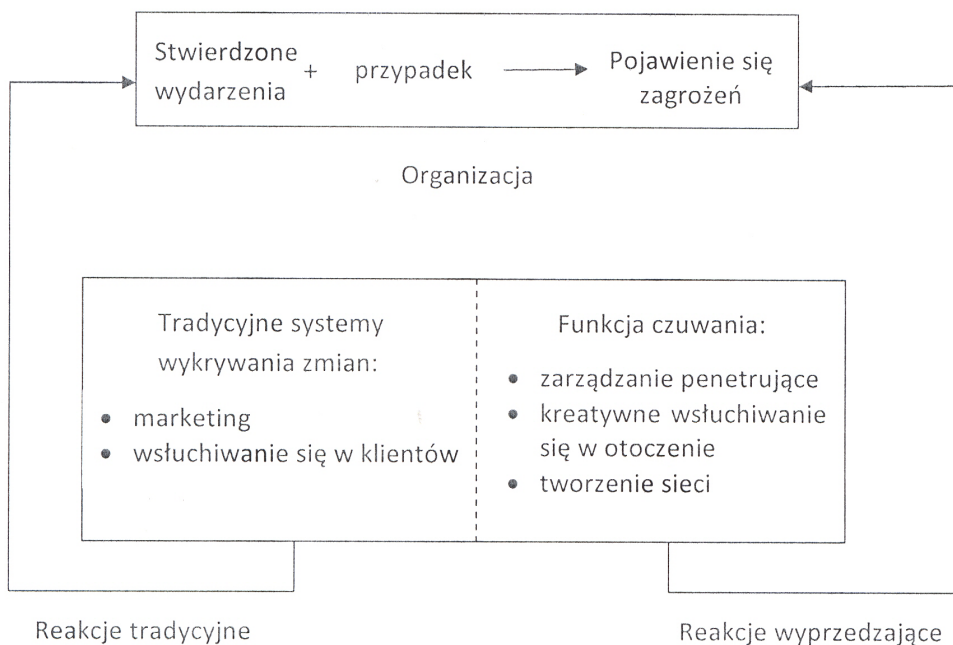 Stwierdzone
wydarzenia
+ przypadek
Pojawienie się
zagrożeń
Organizacja
Tradycyjne systemy
wykrywania zmian:
• marketing
• wsłuchiwanie się w klientów
Funkcja czuwania:
• zarządzanie penetrujące
• kreatywne wsłuchiwanie
się w otoczenie
• tworzenie sieci
Reakcje tradycyjne
Reakcje wyprzedzające